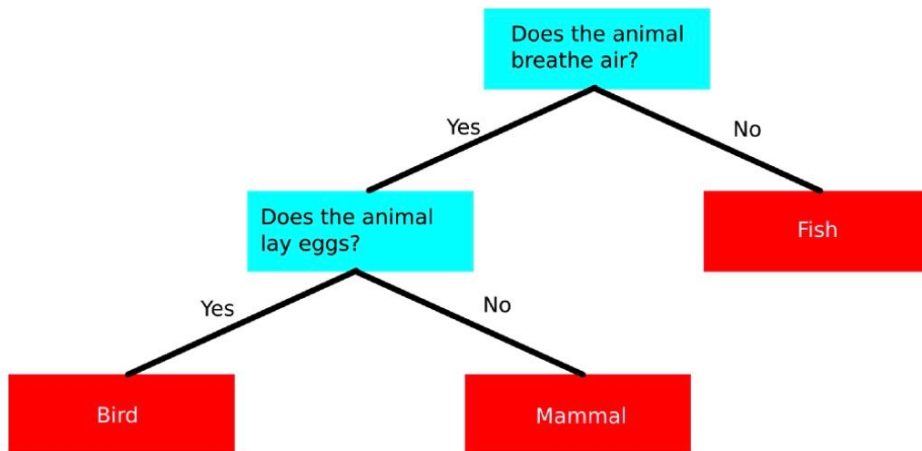 Does the animal
breathe air?
Yes
No
Does the animal
lay eggs?
Fish
Yes
No
Bird
Mammal